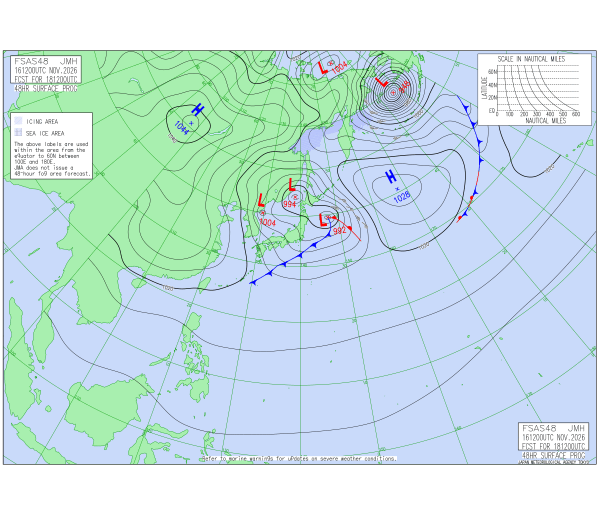 FSAS48 JMH
161200UTC NOV.2026
FCST FOR 181200UTC
48HR SURFACE PROG
ICING AREA
SEA ICE AREA
The above labels are used
within the area from the
equator to 60N between
100E and 180E.
JMA does not issue a
48-hour fog area forecast.
SCALE IN NAUTICAL MILES
LATITUDE
60N
40N
20N
EQ
0 100 200 300 400 500 600
NAUTICAL MILES
L
1004
L
H
1044
H
1028
L
994
L
1004
L
992
FSAS48 JMH
161200UTC NOV.2026
FCST FOR 181200UTC
48HR SURFACE PROG
JAPAN METEOROLOGICAL AGENCY TOKYO
Refer to marine warnings for updates on severe weather conditions.